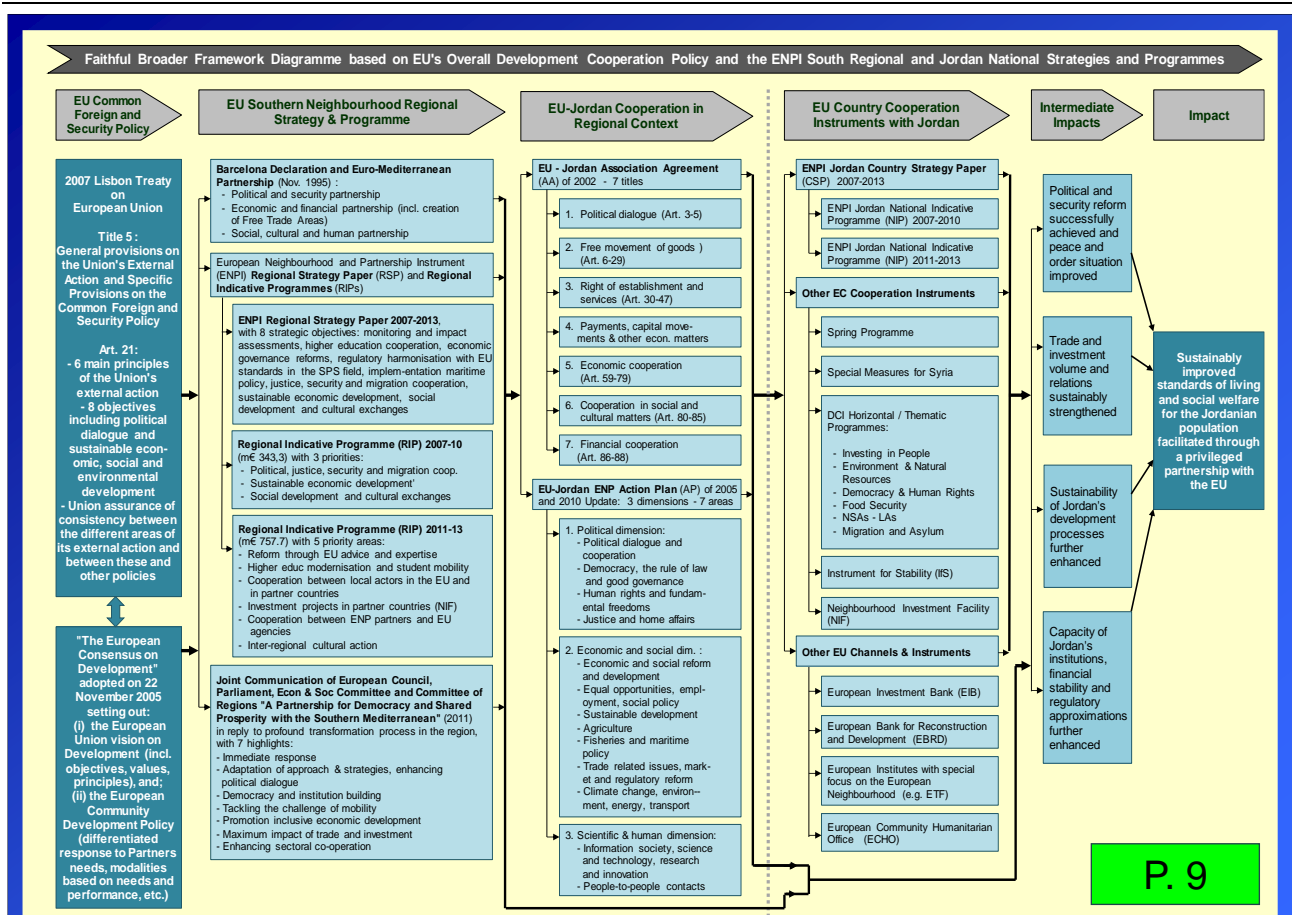 Faithful Broader Framework Diagramme based on EU's Overall Development Cooperation Policy and the ENPI South Regional and Jordan National Strategies and Programmes
EU Common
Foreign and
Security Policy
2007 Lisbon Treaty
on
European Union
Title 5 :
General provisions on
the Union's External
Action and Specific
Provisions on the
Common Foreign and
Security Policy
Art. 21:
- 6 main principles
of the Union's
external action
- 8 objectives
including political
dialogue and
sustainable econ-
omic, social and
environmental
development
- Union assurance of
consistency between
the different areas of
its external action and
between these and
other policies
"The European
Consensus on
Development"
adopted on 22
November 2005
setting out:
(i) the European
Union vision on
Development (incl.
objectives, values,
principles), and;
(ii) the European
Community
Development Policy
(differentiated
response to Partners
needs, modalities
based on needs and
performance, etc.)
EU Southern Neighbourhood Regional
Strategy & Programme
Barcelona Declaration and Euro-Mediterranean
Partnership (Nov. 1995) :
- Political and security partnership
- Economic and financial partnership (incl. creation
of Free Trade Areas)
- Social, cultural and human partnership
European Neighbourhood and Partnership Instrument
(ENPI) Regional Strategy Paper (RSP) and Regional
Indicative Programmes (RIPs)
ENPI Regional Strategy Paper 2007-2013,
with 8 strategic objectives: monitoring and impact
assessments, higher education cooperation, economic
governance reforms, regulatory harmonisation with EU
standards in the SPS field, implem-entation maritime
policy, justice, security and migration cooperation,
sustainable economic development, social
development and cultural exchanges
Regional Indicative Programme (RIP) 2007-10
(m€ 343,3) with 3 priorities:
- Political, justice, security and migration coop.
- Sustainable economic development'
- Social development and cultural exchanges
Regional Indicative Programme (RIP) 2011-13
(m€ 757.7) with 5 priority areas:
- Reform through EU advice and expertise
- Higher educ modernisation and student mobility
- Cooperation between local actors in the EU and
in partner countries
- Investment projects in partner countries (NIF)
- Cooperation between ENP partners and EU
agencies
- Inter-regional cultural action
Joint Communication of European Council,
Parliament, Econ & Soc Committee and Committee of
Regions "A Partnership for Democracy and Shared
Prosperity with the Southern Mediterranean" (2011)
in reply to profound transformation process in the region,
with 7 highlights:
- Immediate response
- Adaptation of approach & strategies, enhancing
political dialogue
- Democracy and institution building
- Tackling the challenge of mobility
- Promotion inclusive economic development
- Maximum impact of trade and investment
- Enhancing sectoral co-operation
EU-Jordan Cooperation in
Regional Context
EU - Jordan Association Agreement
(AA) of 2002 - 7 titles
1. Political dialogue (Art. 3-5)
2. Free movement of goods )
(Art. 6-29)
3. Right of establishment and
services (Art. 30-47)
4. Payments, capital move-
ments & other econ. matters
5. Economic cooperation
(Art. 59-79)
6. Cooperation in social and
cultural matters (Art. 80-85)
7. Financial cooperation
(Art. 86-88)
EU-Jordan ENP Action Plan (AP) of 2005
and 2010 Update: 3 dimensions - 7 areas
1. Political dimension:
- Political dialogue and
cooperation
- Democracy, the rule of law
and good governance
- Human rights and fundam-
ental freedoms
- Justice and home affairs
2. Economic and social dim. :
- Economic and social reform
and development
- Equal opportunities, empl-
oyment, social policy
- Sustainable development
- Agriculture
- Fisheries and maritime
policy
- Trade related issues, mark-
et and regulatory reform
- Climate change, environ--
ment, energy, transport
3. Scientific & human dimension:
- Information society, science
and technology, research
and innovation
- People-to-people contacts
EU Country Cooperation
Instruments with Jordan
ENPI Jordan Country Strategy Paper
(CSP) 2007-2013
ENPI Jordan National Indicative
Programme (NIP) 2007-2010
ENPI Jordan National Indicative
Programme (NIP) 2011-2013
Other EC Cooperation Instruments
Spring Programme
Special Measures for Syria
DCI Horizontal / Thematic
Programmes:
- Investing in People
- Environment & Natural
Resources
- Democracy & Human Rights
- Food Security
- NSAs - LAs
- Migration and Asylum
Instrument for Stability (IfS)
Neighbourhood Investment Facility
(NIF)
Other EU Channels & Instruments
European Investment Bank (EIB)
European Bank for Reconstruction
and Development (EBRD)
European Institutes with special
focus on the European
Neighbourhood (e.g. ETF)
European Community Humanitarian
Office (ECHO)
Intermediate
Impacts
Political and
security reform
successfully
achieved and
peace and
order situation
improved
Trade and
investment
volume and
relations
sustainably
strengthened
Sustainability
of Jordan's
development
processes
further
enhanced
Capacity of
Jordan's
institutions,
financial
stability and
regulatory
approximations
further
enhanced
Impact
Sustainably
improved
standards of living
and social welfare
for the Jordanian
population
facilitated through
a privileged
partnership with
the EU
P. 9